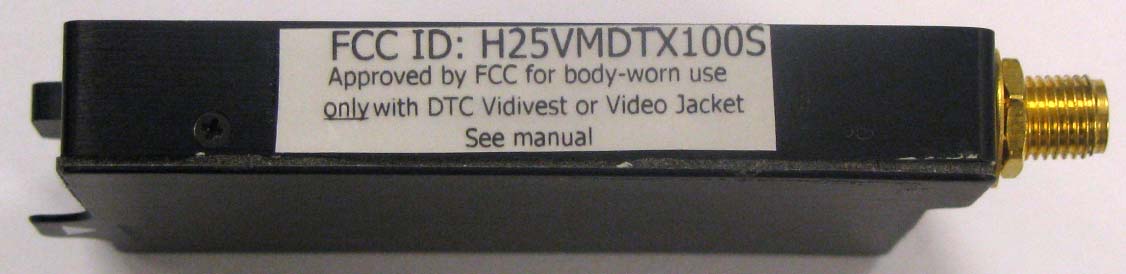 FCC ID: H25VMDTX100S
Approved by FCC for body-worn use
only with DTC Vidivest or Video Jacket
See manual